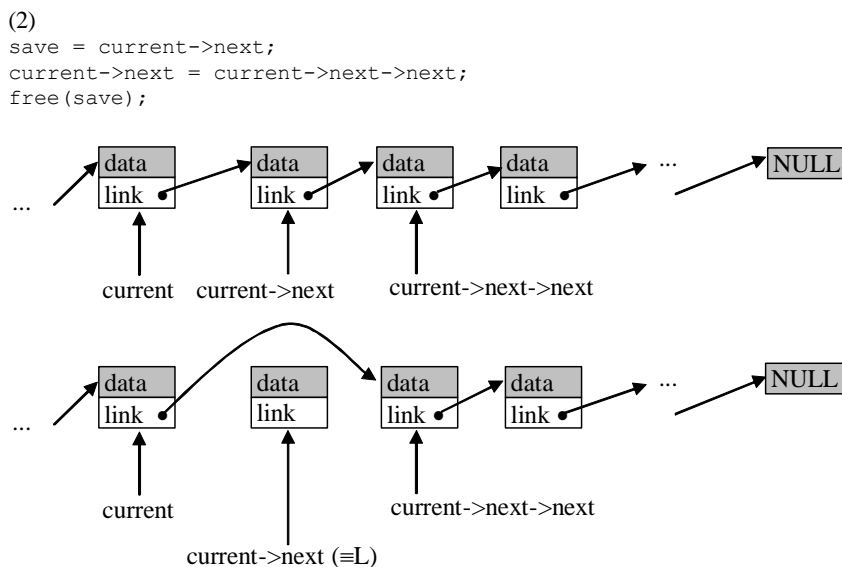 (2)
save = current->next;
current->next = current->next->next;
free(save);
data data data data ... NULL
... link link link link
current current->next current->next->next
data data data data ... NULL
... link link link link
current current->next->next
current->next (≡L)